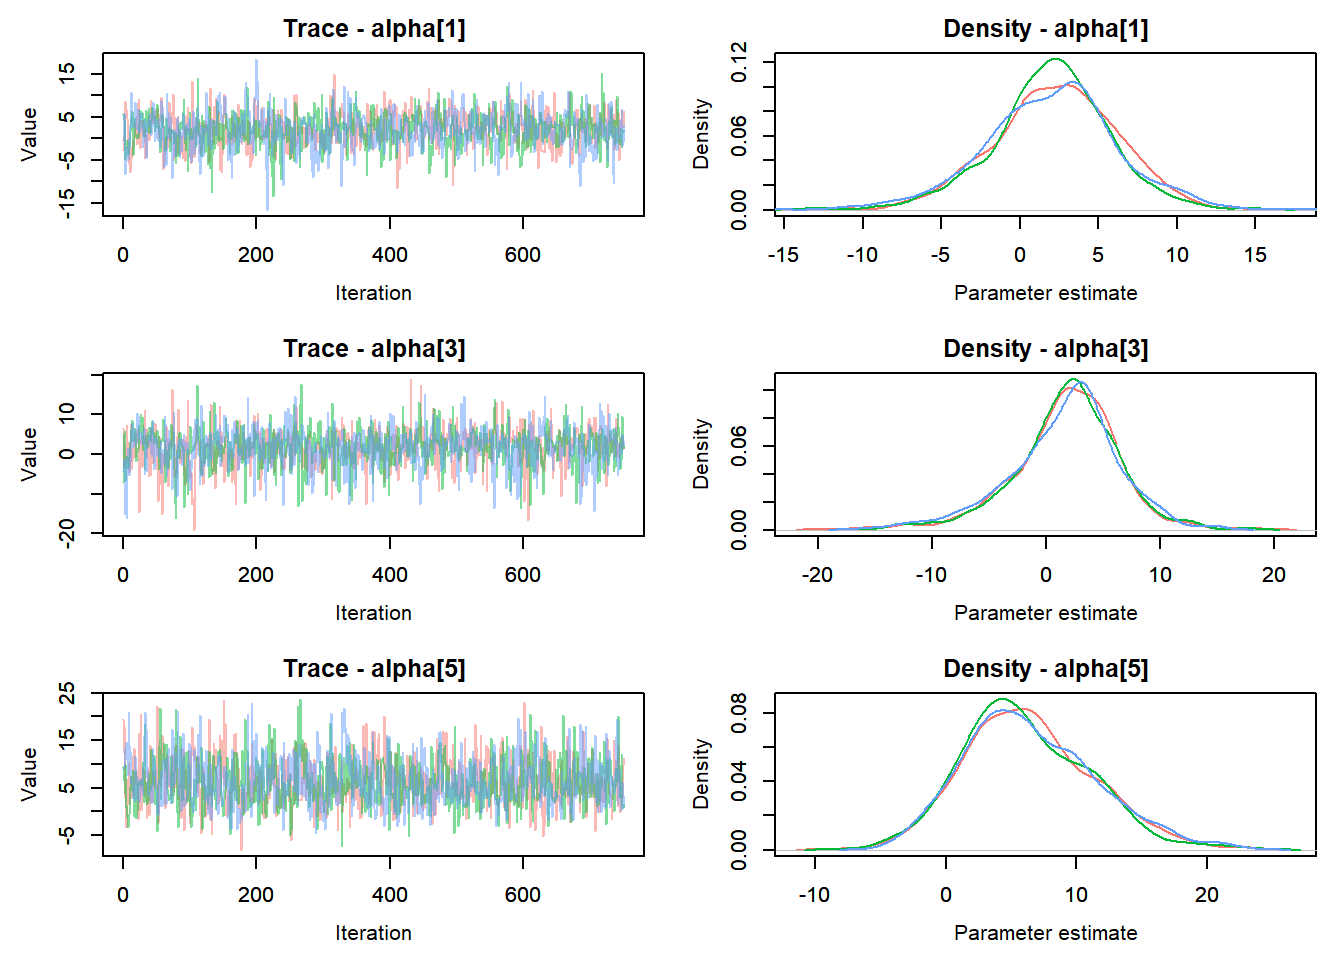 Trace - alpha[1]
Value
15
5
-5
-15
0 200 400 600
Iteration
Density - alpha[1]
Density
0.12
0.06
0.00
-15 -10 -5 0 5 10 15
Parameter estimate
Trace - alpha[3]
Value
10
0
-20
0 200 400 600
Iteration
Density - alpha[3]
Density
0.06
0.00
-20 -10 0 10 20
Parameter estimate
Trace - alpha[5]
Value
25
15
5
-5
0 200 400 600
Iteration
Density - alpha[5]
Density
0.08
0.04
0.00
-10 0 10 20
Parameter estimate